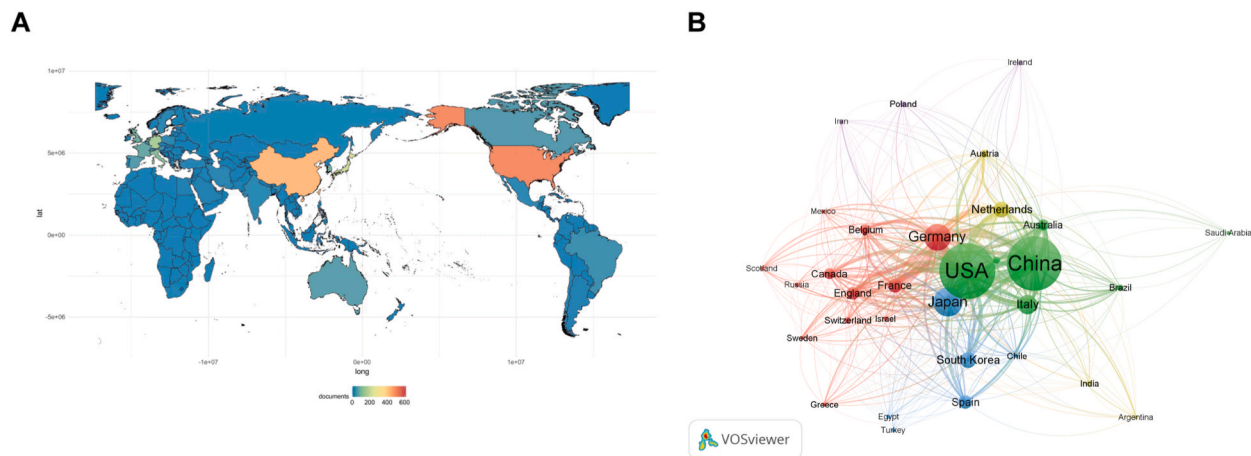 A
1e+07
5e+06
0e+00
-5e+06
lat
-1e+07
0e+00
1e+07
long
documents
0 200 400 600
B
Ireland
Poland
Iran
Austria
Mexico
Netherlands
Belgium
Germany
Australia
Saudi Arabia
Scotland
Canada
USA
China
Russia
England
France
Brazil
Japan
Italy
Switzerland
Israel
Sweden
South Korea
Chile
India
Greece
Spain
Egypt
Argentina
Turkey
VOSviewer